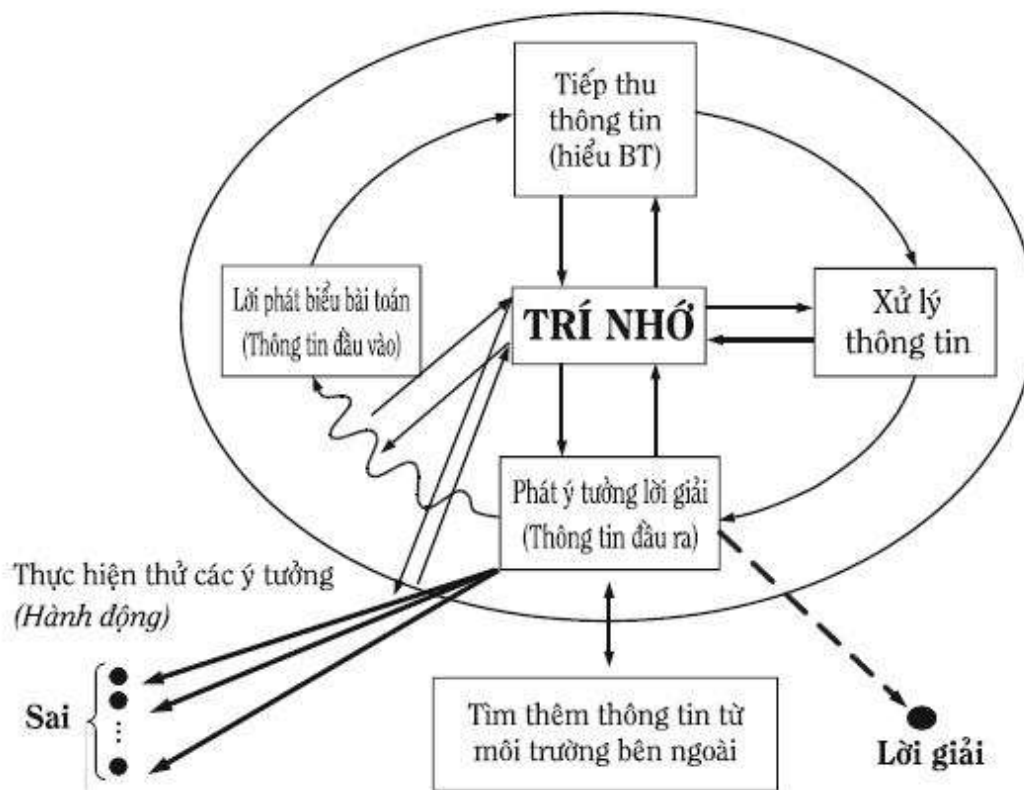 Tiếp thu
thông tin
(hiểu BT)
Lời phát biểu bài toán
(Thông tin đầu vào)
TRÍ NHỚ
Xử lý
thông tin
Phát ý tưởng lời giải
(Thông tin đầu ra)
Thực hiện thử các ý tưởng
(Hành động)
Sai
Tìm thêm thông tin từ
môi trường bên ngoài
Lời giải